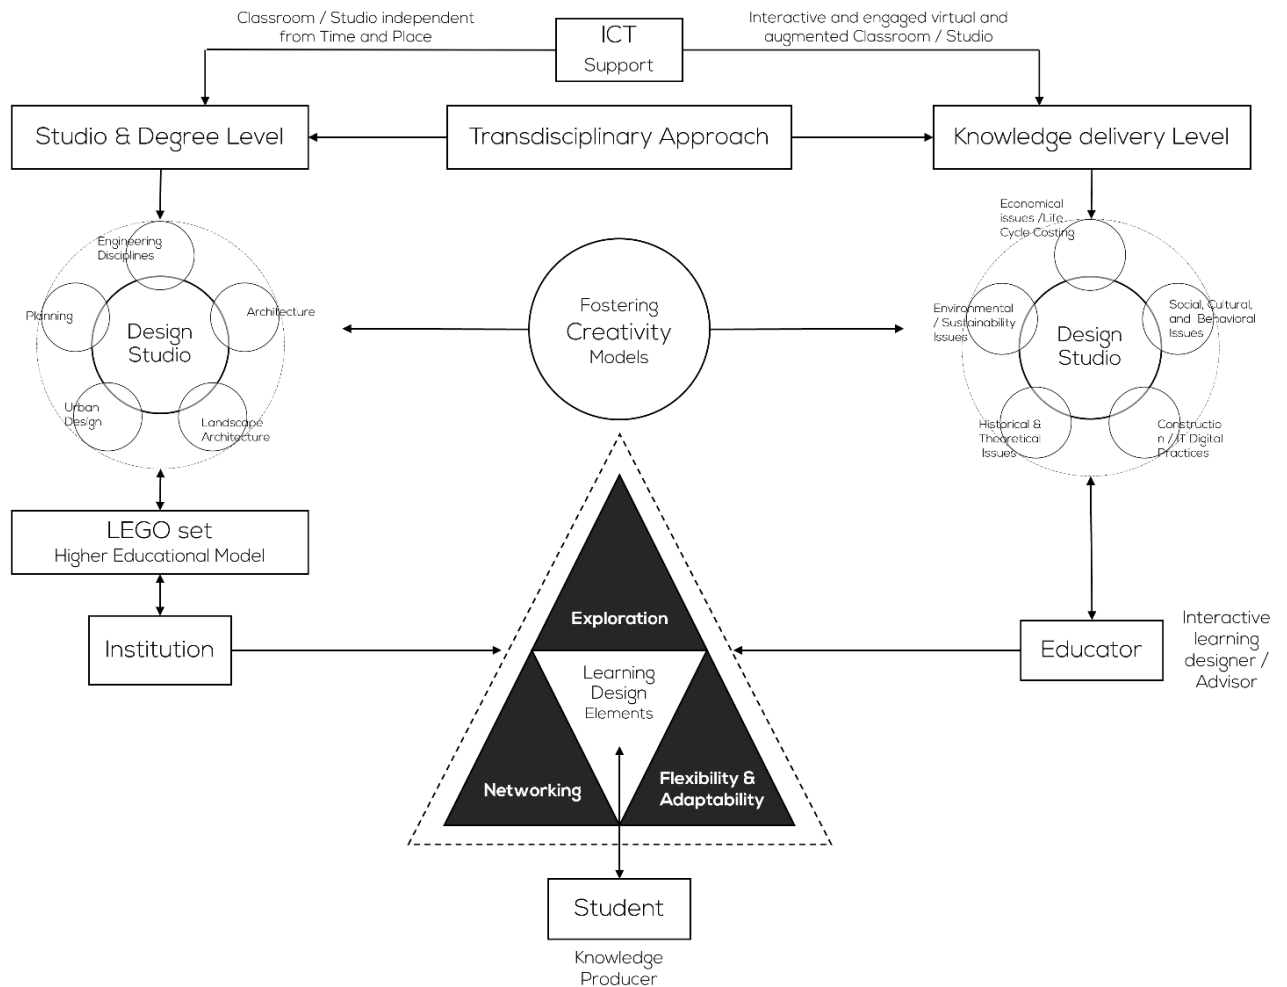 Classroom / Studio independent
from Time and Place
ICT
Support
Interactive and engaged virtual and
augmented Classroom / Studio
Studio & Degree Level
Transdisciplinary Approach
Knowledge delivery Level
Engineering
Disciplines
Planning
Architecture
Design
Studio
Urban
Design
Landscape
Architecture
Fostering
Creativity
Models
Economical
issues /Life
Cycle Costing
Environmental
/ Sustainability
Issues
Social, Cultural,
and Behavioral
Issues
Design
Studio
Historical &
Theoretical
Issues
Constructio
n / IT Digital
Practices
LEGO set
Higher Educational Model
Institution
Exploration
Learning
Design
Elements
Networking
Flexibility &
Adaptability
Educator
Interactive
learning
designer /
Advisor
Student
Knowledge
Producer